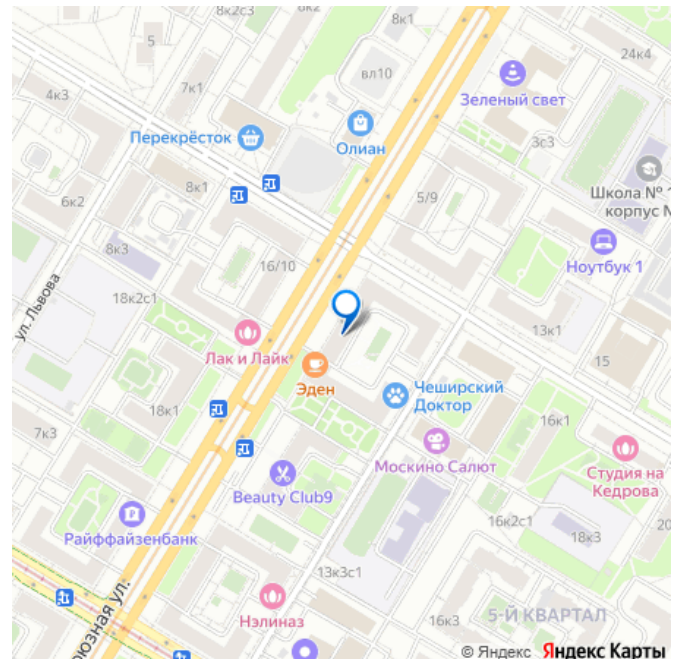 8к2с3
8к1
5
24к4
вл10
7к1
Зеленый свет
4к3
Перекрёсток
Олиан
3с3
Школа № 1
корпус №
8к1
5/9
6к2
Ноутбук 1
8к3
16/10
ул. Львова
18к2с1
13к1
Лак и Лайк
15
Эден
Чеширский
Доктор
18к1
16к1
7к3
Москино Салют
Студия на
Кедрова
Beauty Club9
Райффайзенбанк
16к2с1
18к3
20
13к3с1
юзная ул.
Нэлиназ
16к3
5-Й КВАРТАЛ
© Яндекс Яндекс Карты